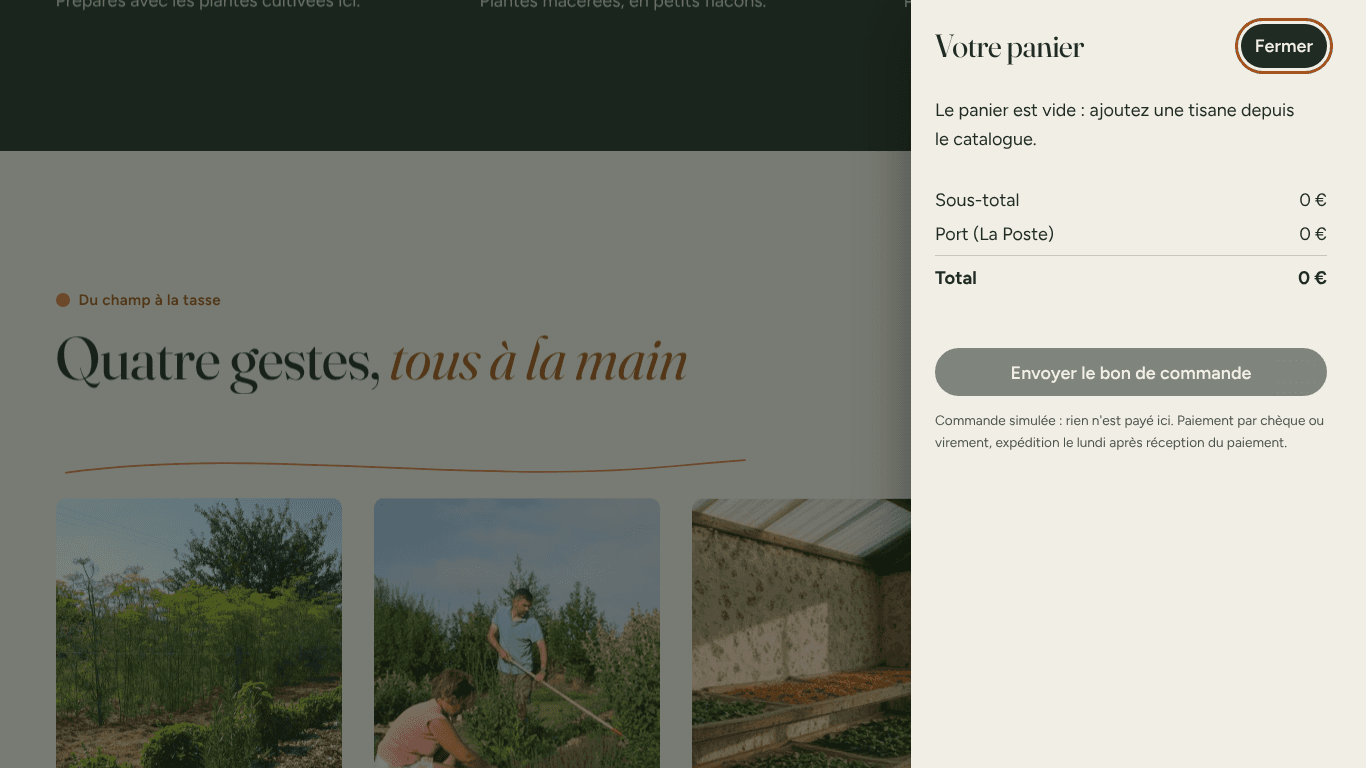 Préparés avec les plantes cultivées ici.
Plantes macérées, en petits flacons.
Du champ à la tasse
Quatre gestes, tous à la main
Votre panier
Fermer
Le panier est vide : ajoutez une tisane depuis
le catalogue.
Sous-total 0 €
Port (La Poste) 0 €
Total 0 €
Envoyer le bon de commande
Commande simulée : rien n'est payé ici. Paiement par chèque ou
virement, expédition le lundi après réception du paiement.